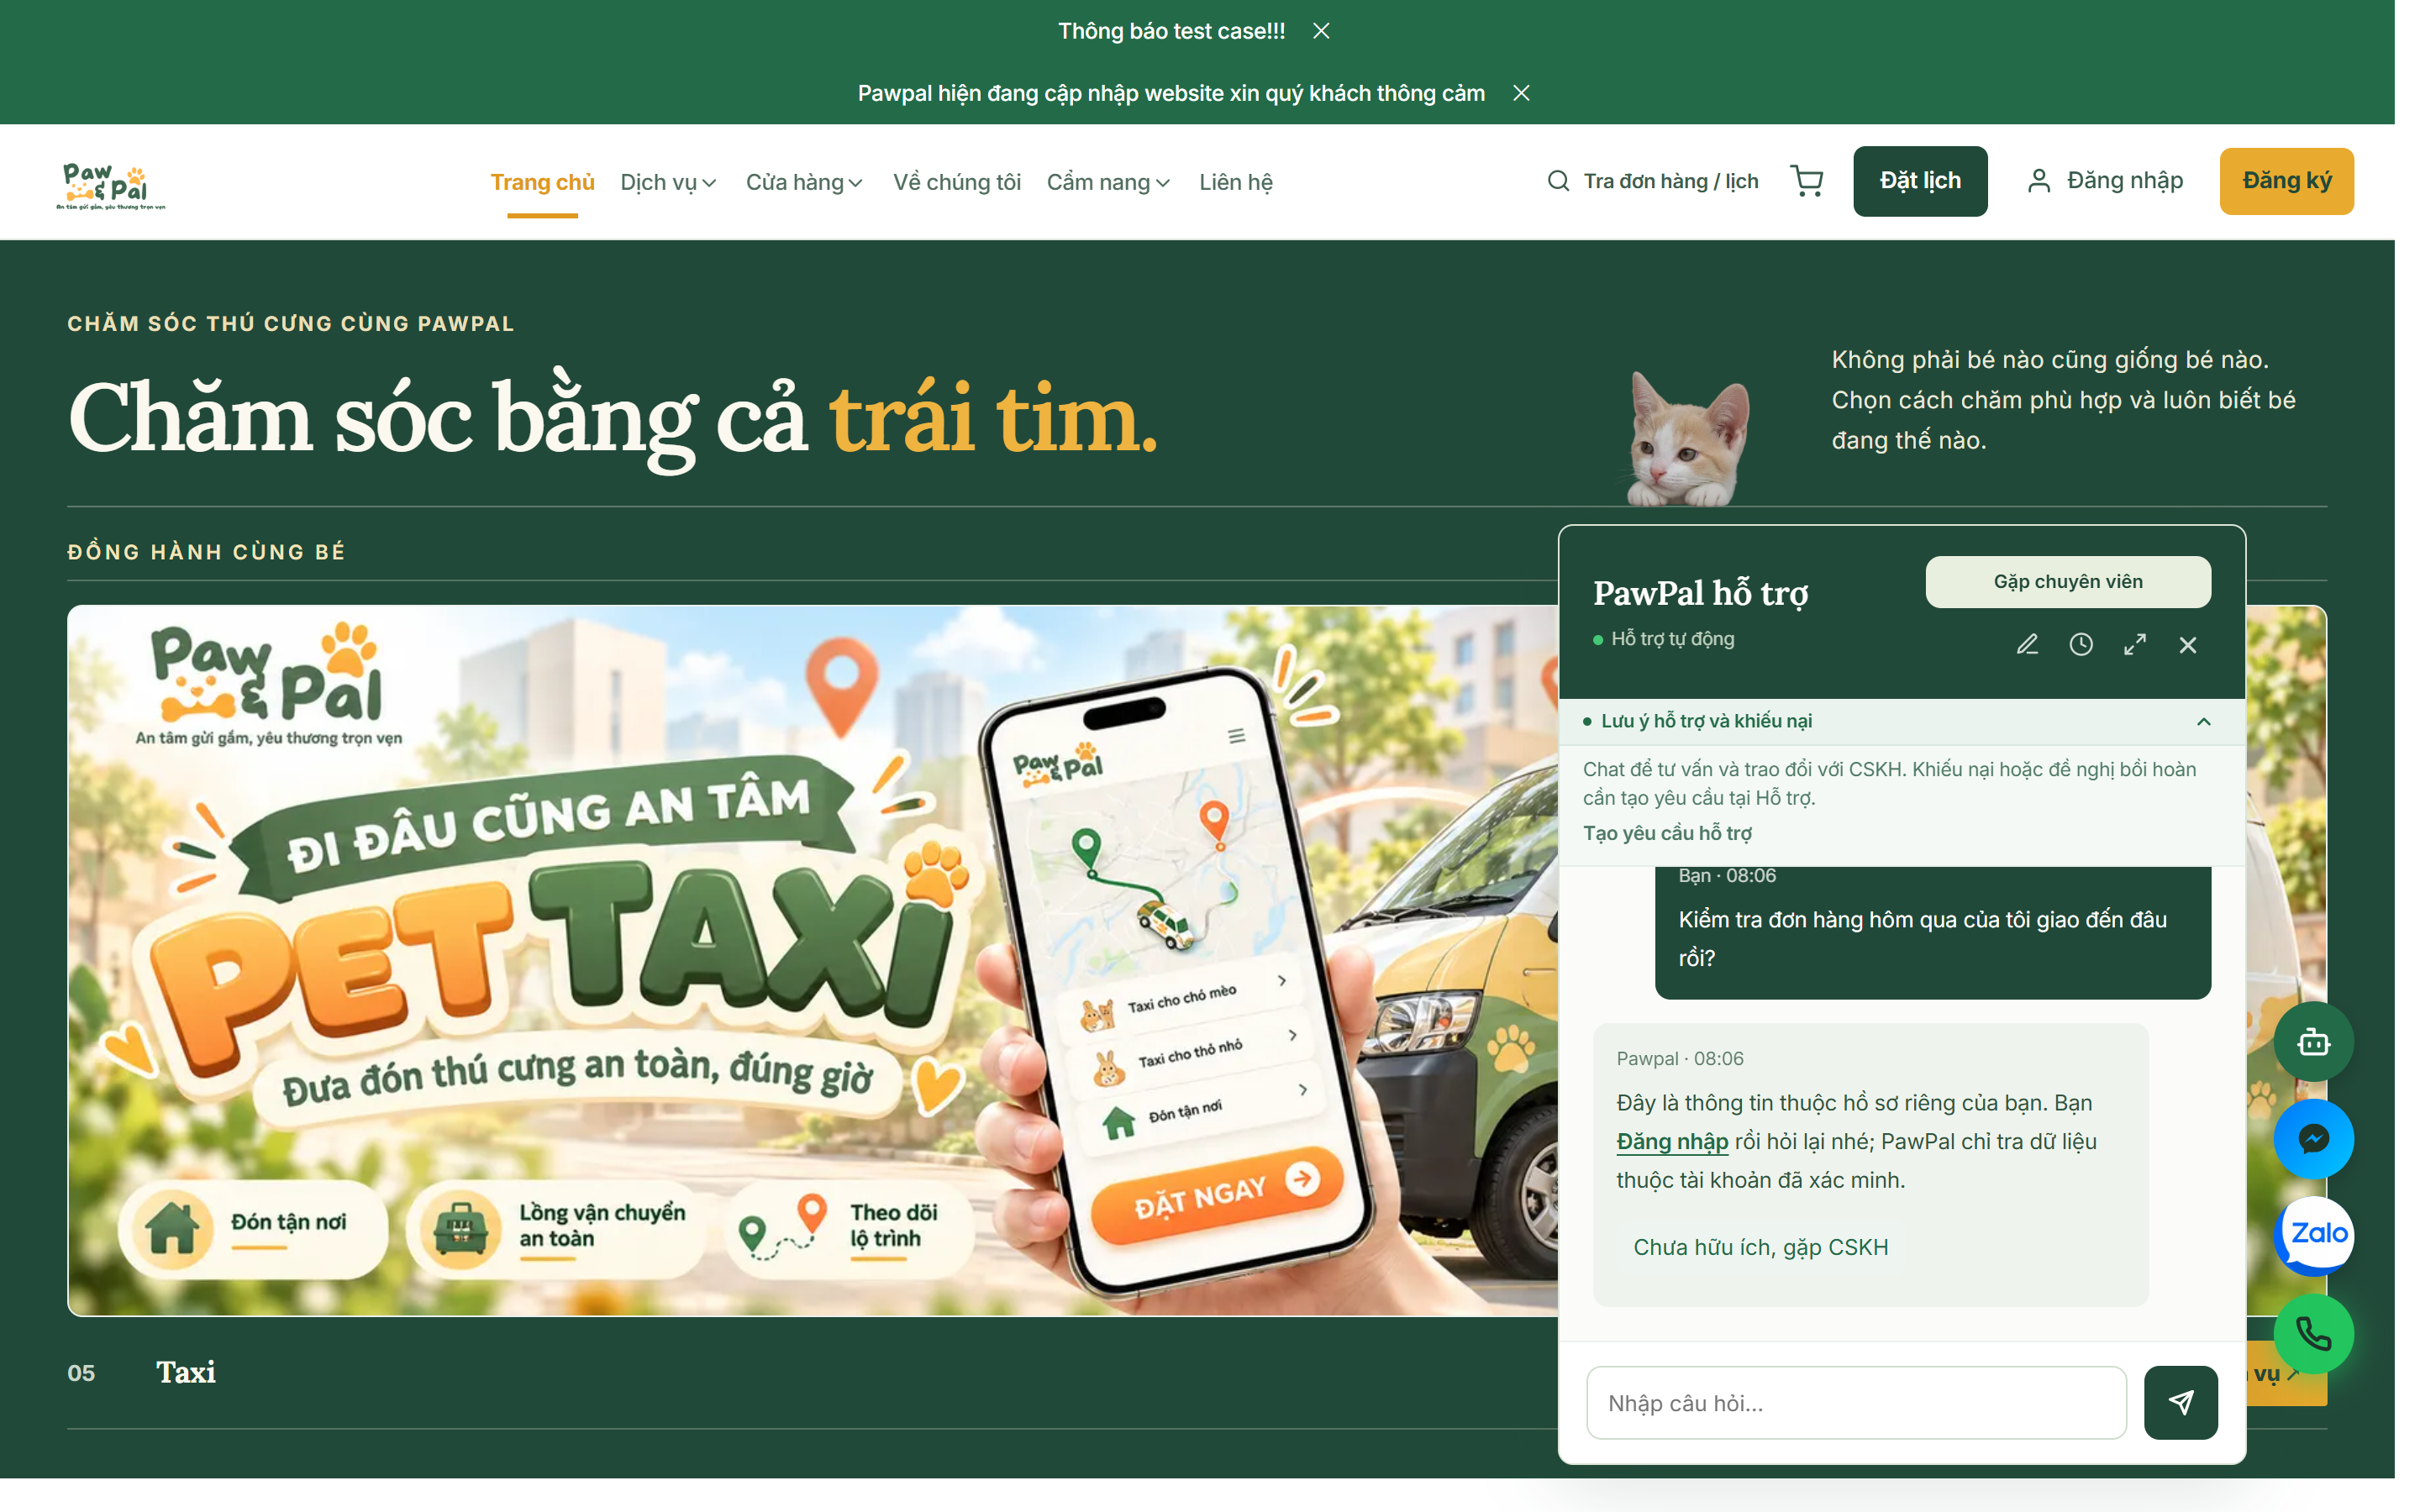 Thông báo test case!!!
Pawpal hiện đang cập nhập website xin quý khách thông cảm
Paw & Pal
An tâm gửi gắm, yêu thương trọn vẹn
Trang chủ
Dịch vụ
Cửa hàng
Về chúng tôi
Cẩm nang
Liên hệ
Tra đơn hàng / lịch
Đặt lịch
Đăng nhập
Đăng ký
CHĂM SÓC THÚ CƯNG CÙNG PAWPAL
Chăm sóc bằng cả trái tim.
Không phải bé nào cũng giống bé nào.
Chọn cách chăm phù hợp và luôn biết bé
đang thế nào.
ĐỒNG HÀNH CÙNG BÉ
Paw & Pal
An tâm gửi gắm, yêu thương trọn vẹn
ĐI ĐÂU CŨNG AN TÂM
PET TAXI
Đưa đón thú cưng an toàn, đúng giờ
Đón tận nơi
Lồng vận chuyển
an toàn
Theo dõi
lộ trình
Paw & Pal
Taxi cho chó mèo
Taxi cho thỏ nhỏ
Đón tận nơi
ĐẶT NGAY
05
Taxi
vụ
PawPal hỗ trợ
Hỗ trợ tự động
Gặp chuyên viên
Lưu ý hỗ trợ và khiếu nại
Chat để tư vấn và trao đổi với CSKH. Khiếu nại hoặc đề nghị bồi hoàn
cần tạo yêu cầu tại Hỗ trợ.
Tạo yêu cầu hỗ trợ
Bạn · 08:06
Kiểm tra đơn hàng hôm qua của tôi giao đến đâu
rồi?
Pawpal · 08:06
Đây là thông tin thuộc hồ sơ riêng của bạn. Bạn
Đăng nhập rồi hỏi lại nhé; PawPal chỉ tra dữ liệu
thuộc tài khoản đã xác minh.
Chưa hữu ích, gặp CSKH
Nhập câu hỏi...
Zalo